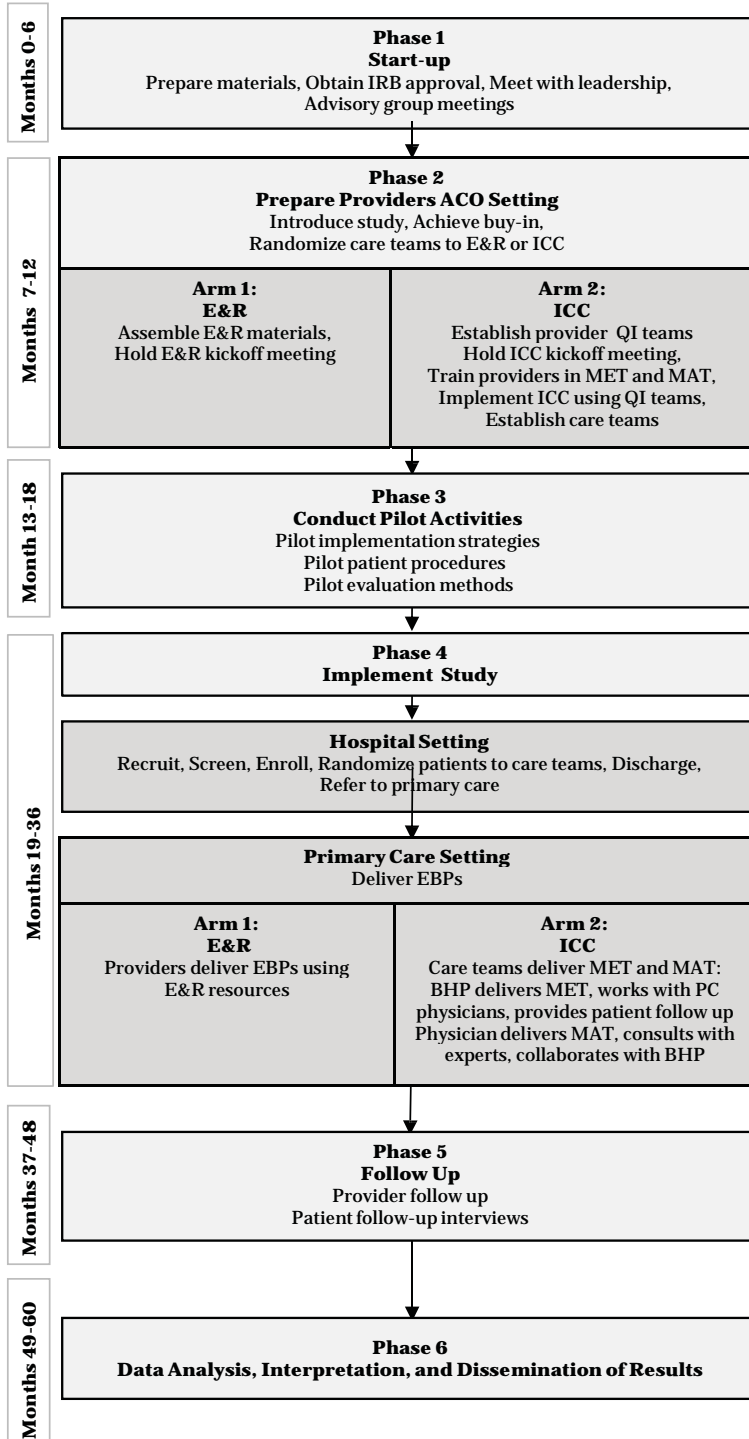 Months 0-6
Phase 1
Start-up
Prepare materials, Obtain IRB approval, Meet with leadership,
Advisory group meetings
Months 7-12
Phase 2
Prepare Providers ACO Setting
Introduce study, Achieve buy-in,
Randomize care teams to E&R or ICC
Arm 1:
E&R
Assemble E&R materials,
Hold E&R kickoff meeting
Arm 2:
ICC
Establish provider QI teams
Hold ICC kickoff meeting,
Train providers in MET and MAT,
Implement ICC using QI teams,
Establish care teams
Month 13-18
Phase 3
Conduct Pilot Activities
Pilot implementation strategies
Pilot patient procedures
Pilot evaluation methods
Months 19-36
Phase 4
Implement Study
Hospital Setting
Recruit, Screen, Enroll, Randomize patients to care teams, Discharge,
Refer to primary care
Primary Care Setting
Deliver EBPs
Arm 1:
E&R
Providers deliver EBPs using
E&R resources
Arm 2:
ICC
Care teams deliver MET and MAT:
BHP delivers MET, works with PC
physicians, provides patient follow up
Physician delivers MAT, consults with
experts, collaborates with BHP
Months 37-48
Phase 5
Follow Up
Provider follow up
Patient follow-up interviews
Months 49-60
Phase 6
Data Analysis, Interpretation, and Dissemination of Results